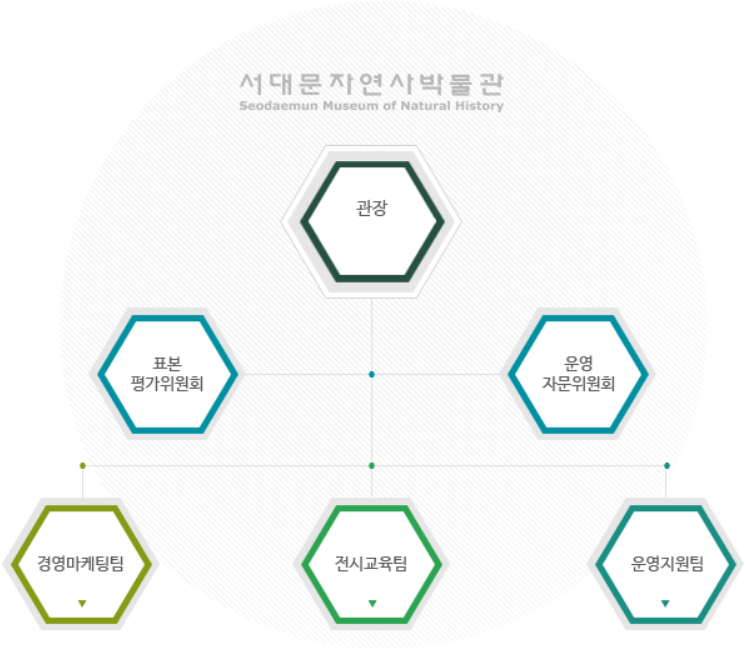 서대문자연사박물관
Seodaemun Museum of Natural History
관장
표본
평가위원회
운영
자문위원회
경영마케팅팀
전시교육팀
운영지원팀